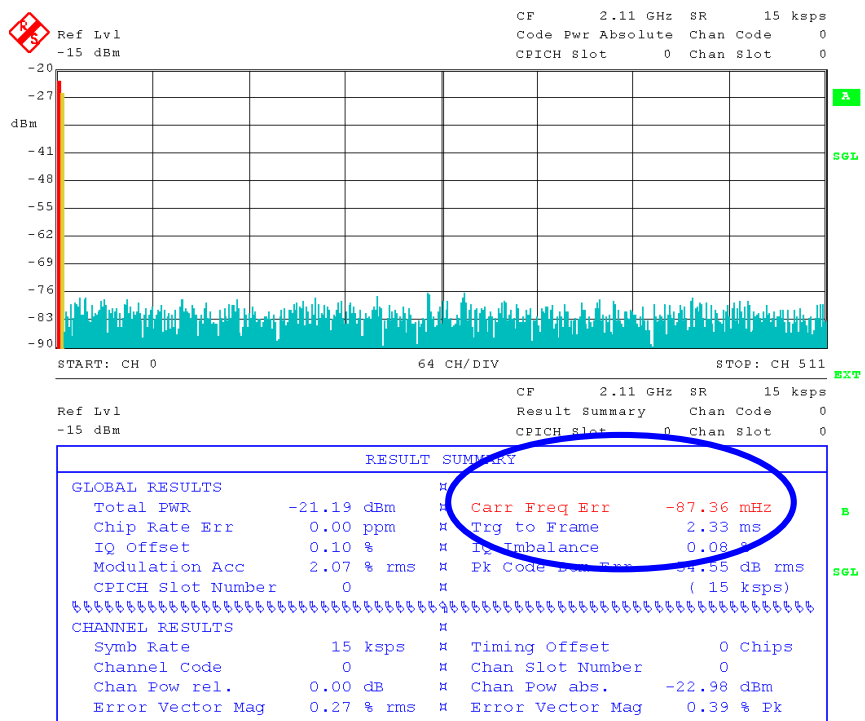 CF 2.11 GHz SR 15 ksps
Ref Lvl Code Pwr Absolute Chan Code 0
-15 dBm CPICH Slot 0 Chan Slot 0
-20
-27
A
dBm
-41
SGL
-48
-55
-62
-69
-76
-83
-90
START: CH 0 64 CH/DIV STOP: CH 511
EXT
CF 2.11 GHz SR 15 ksps
Ref Lvl Result Summary Chan Code 0
-15 dBm CPICH Slot 0 Chan Slot 0
RESULT SUMMARY
GLOBAL RESULTS ¤
Total PWR -21.19 dBm ¤ Carr Freq Err -87.36 mHz
B
Chip Rate Err 0.00 ppm ¤ Trg to Frame 2.33 ms
IQ Offset 0.10 % ¤ IQ Imbalance 0.08 %
Modulation Acc 2.07 % rms ¤ Pk Code Dom Err -54.55 dB rms
SGL
CPICH Slot Number 0 ¤ ( 15 ksps)
CHANNEL RESULTS ¤
Symb Rate 15 ksps ¤ Timing Offset 0 Chips
Channel Code 0 ¤ Chan Slot Number 0
Chan Pow rel. 0.00 dB ¤ Chan Pow abs. -22.98 dBm
Error Vector Mag 0.27 % rms ¤ Error Vector Mag 0.39 % Pk